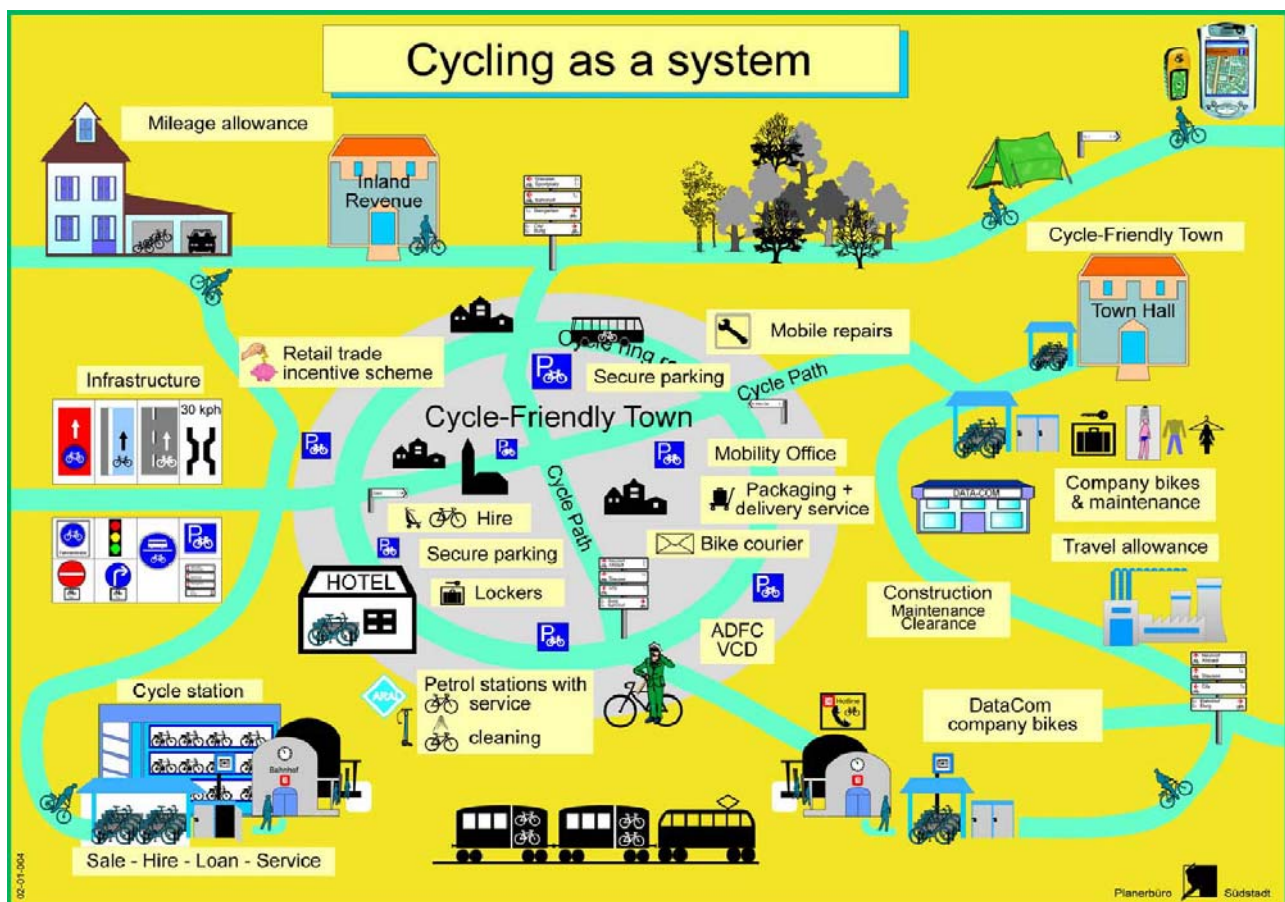 Cycling as a system
Mileage allowance
Inland
Revenue
Cycle-Friendly Town
Town Hall
Mobile repairs
Retail trade
incentive scheme
Cycle ring
Secure parking
Cycle Path
Infrastructure
30 kph
Cycle-Friendly Town
Mobility Office
Packaging +
delivery service
Company bikes
& maintenance
DATA-COM
Hire
Cycle Path
Bike courier
Secure parking
Travel allowance
HOTEL
Lockers
Construction
Maintenance
Clearance
ADFC
VCD
Cycle station
ARAL
Petrol stations with
service
cleaning
Hotline
DataCom
company bikes
Bahnhof
Sale - Hire - Loan - Service
02-01-004
Planerbüro Südstadt
P
P
P
P
P
P
P
P